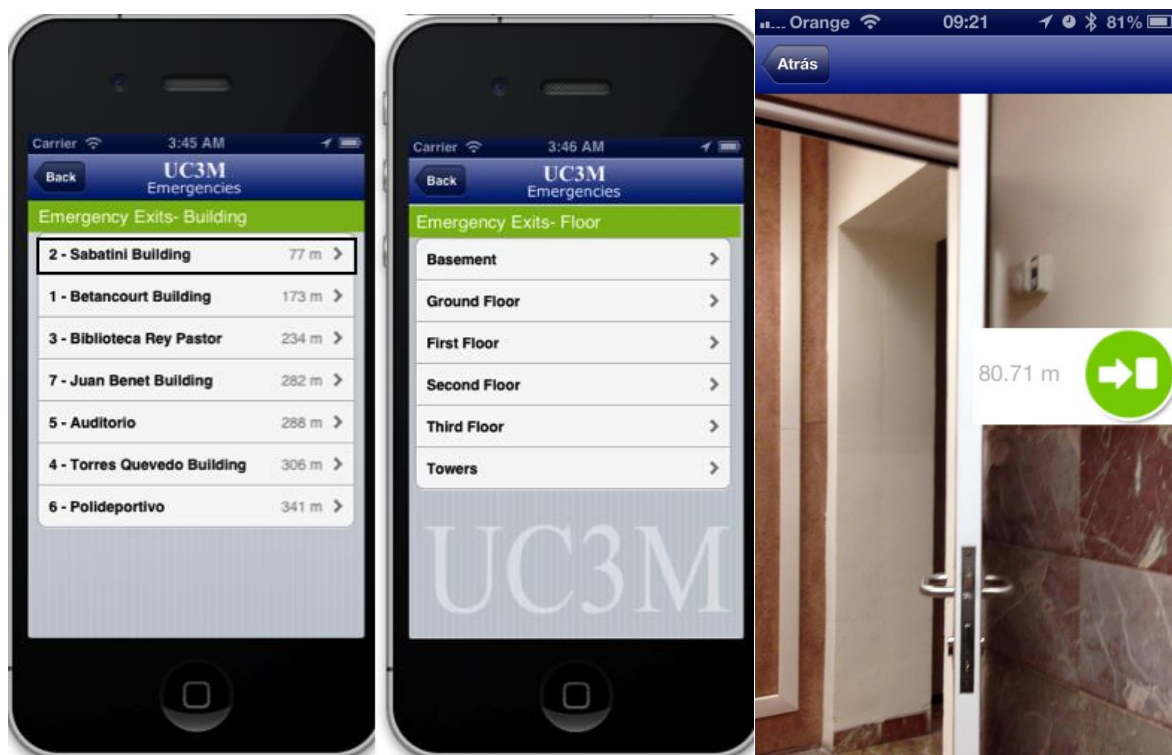 Carrier 3:45 AM
Back
UC3M
Emergencies
Emergency Exits- Building
2 - Sabatini Building 77 m
1 - Betancourt Building 173 m
3 - Biblioteca Rey Pastor 234 m
7 - Juan Benet Building 282 m
5 - Auditorio 288 m
4 - Torres Quevedo Building 306 m
6 - Polideportivo 341 m
Carrier 3:46 AM
Back
UC3M
Emergencies
Emergency Exits- Floor
Basement
Ground Floor
First Floor
Second Floor
Third Floor
Towers
UC3M
Orange 09:21 81%
Atrás
80.71 m